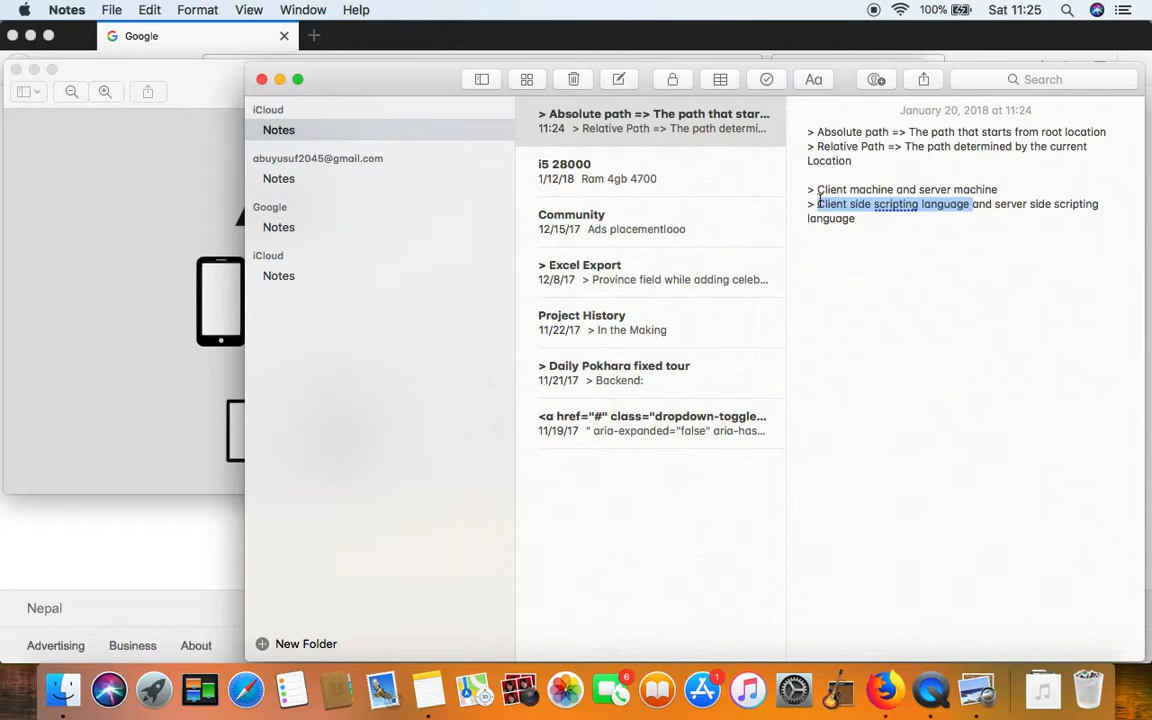 Notes File Edit Format View Window Help
100% Sat 11:25
Google
Search
iCloud
Notes
abuyusuf2045@gmail.com
Notes
Google
Notes
iCloud
Notes
New Folder
> Absolute path => The path that star...
11:24 > Relative Path => The path determi...
i5 28000
1/12/18 Ram 4gb 4700
Community
12/15/17 Ads placementlooo
> Excel Export
12/8/17 > Province field while adding celeb...
Project History
11/22/17 > In the Making
> Daily Pokhara fixed tour
11/21/17 > Backend:
<a href="#" class="dropdown-toggle...
11/19/17 " aria-expanded="false" aria-has...
January 20, 2018 at 11:24
> Absolute path => The path that starts from root location
> Relative Path => The path determined by the current
Location
> Client machine and server machine
> Client side scripting language and server side scripting
language
Nepal
Advertising Business About
6
1